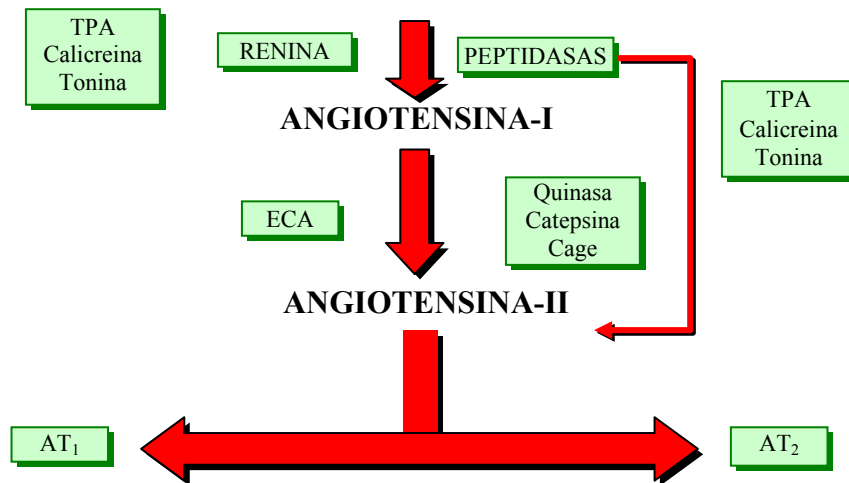 TPA
Calicreina
Tonina
RENINA
PEPTIDASAS
TPA
Calicreina
Tonina
ANGIOTENSINA-I
ECA
Quinasa
Catepsina
Cage
ANGIOTENSINA-II
AT₁
AT₂